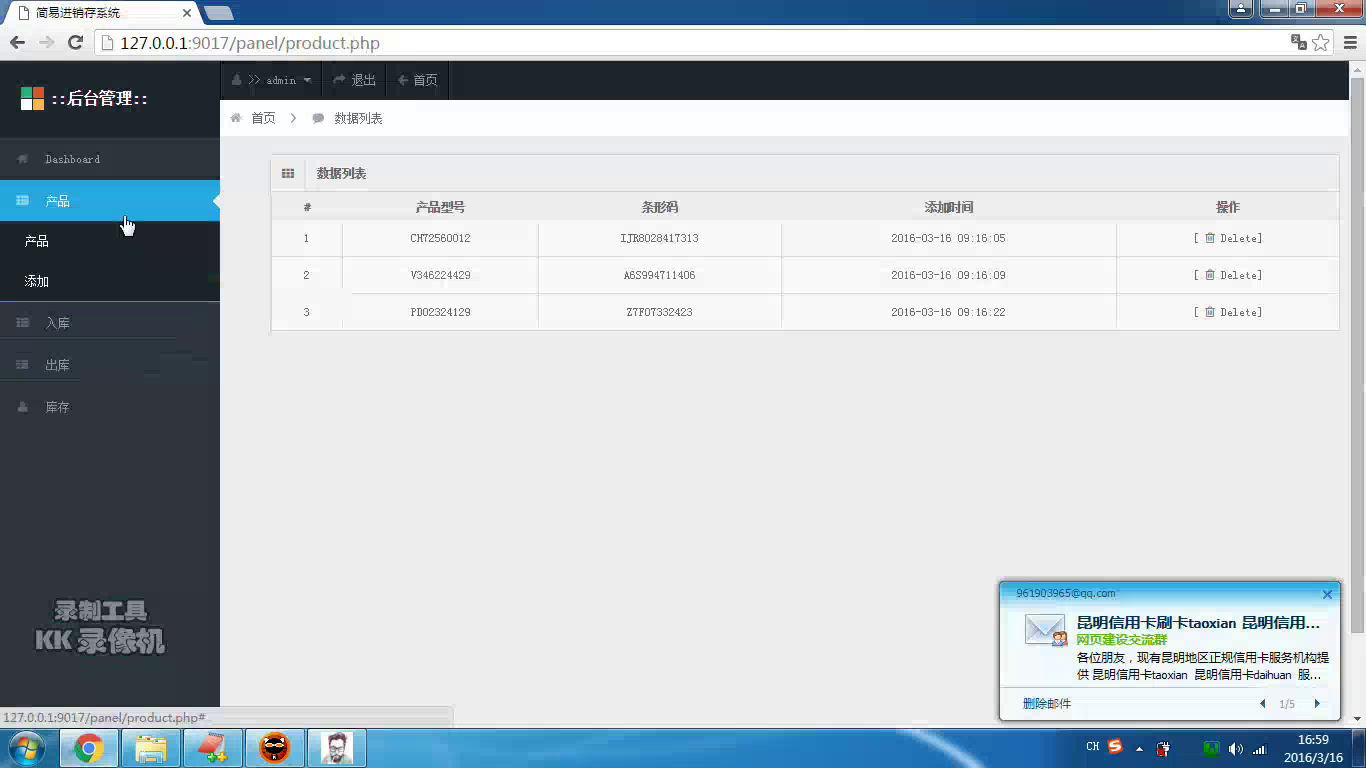 简易进销存系统
127.0.0.1:9017/panel/product.php
::后台管理::
admin 退出 首页
首页 数据列表
Dashboard
产品
产品
添加
入库
出库
库存
数据列表
# 产品型号 条形码 添加时间 操作
1 CH72560012 IJR8028417313 2016-03-16 09:16:05 [ Delete]
2 V346224429 A6S994711406 2016-03-16 09:16:09 [ Delete]
3 PD02324129 Z7F07332423 2016-03-16 09:16:22 [ Delete]
录制工具
KK 录像机
961903965@qq.com
昆明信用卡刷卡taoxian 昆明信用...
网页建设交流群
各位朋友，现有昆明地区正规信用卡服务机构提
供 昆明信用卡taoxian 昆明信用卡daihuan 服...
删除邮件 1/5
127.0.0.1:9017/panel/product.php#
CH 16:59
2016/3/16